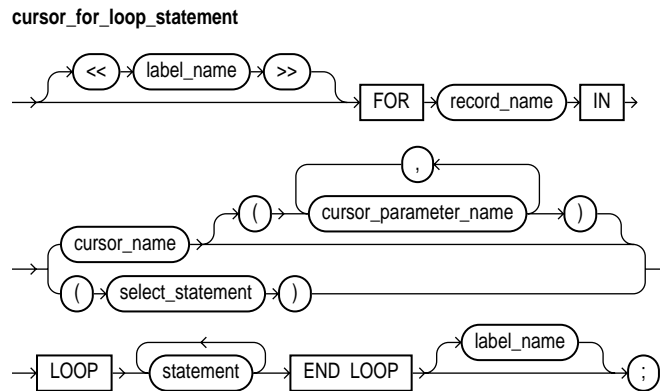 cursor_for_loop_statement
<< label_name >>
FOR record_name IN
,
( cursor_parameter_name )
cursor_name
( select_statement )
label_name
LOOP statement END LOOP ;